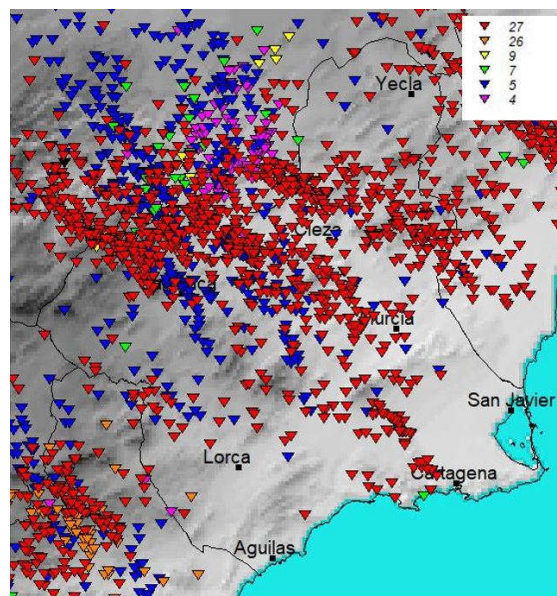 27
26
9
7
5
4
Yecla
Cieza
Murcia
San Javier
Lorca
Cartagena
Aguilas